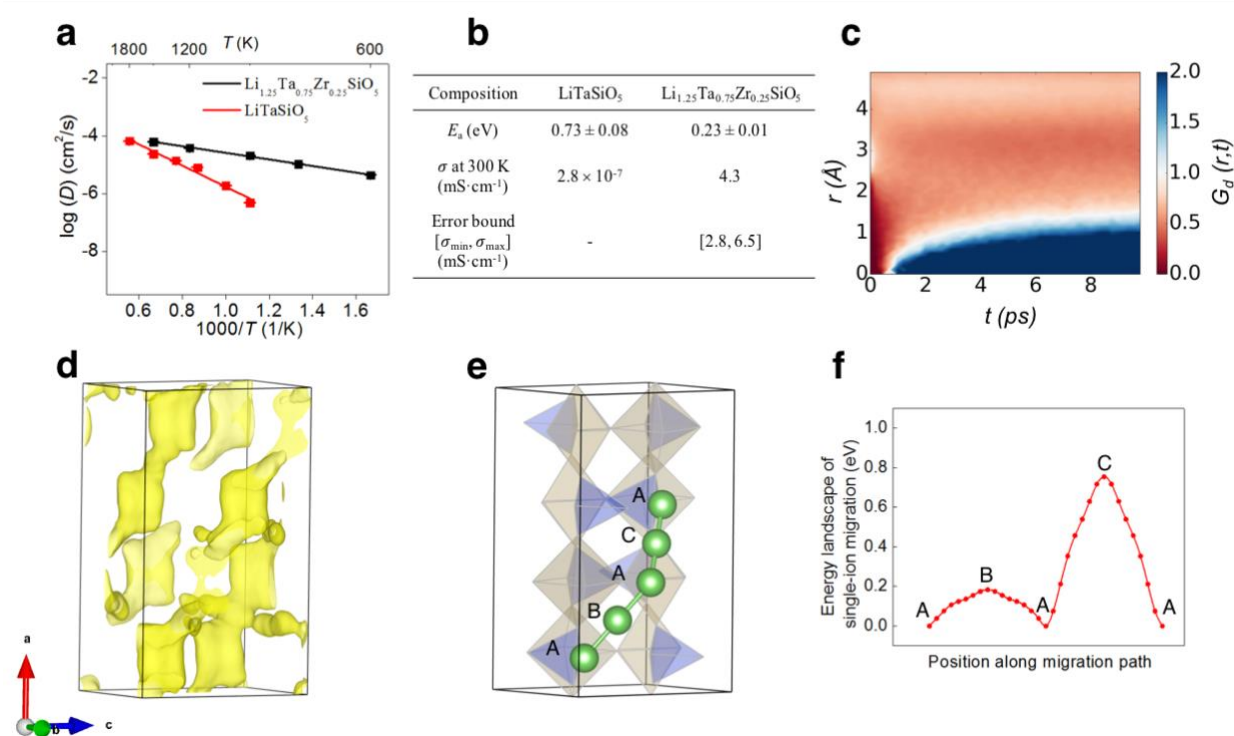 a
T (K)
1800 1200 600
-2
-4
-6
-8
log (D) (cm²/s)
Li₁.₂₅Ta₀.₇₅Zr₀.₂₅SiO₅
LiTaSiO₅
0.6 0.8 1.0 1.2 1.4 1.6
1000/T (1/K)
b
Composition LiTaSiO₅ Li₁.₂₅Ta₀.₇₅Zr₀.₂₅SiO₅
Eₐ (eV) 0.73 ± 0.08 0.23 ± 0.01
σ at 300 K
(mS·cm⁻¹) 2.8 × 10⁻⁷ 4.3
Error bound
[σmin, σmax] - [2.8, 6.5]
(mS·cm⁻¹)
c
r (Å)
4
3
2
1
0
0 2 4 6 8
t (ps)
2.0
1.5
1.0
0.5
0.0
G_d (r,t)
d
a
b
c
e
A
C
A
B
A
f
Energy landscape of
single-ion migration (eV)
1.0
0.8
0.6
0.4
0.2
0.0
A
B
A
C
A
Position along migration path